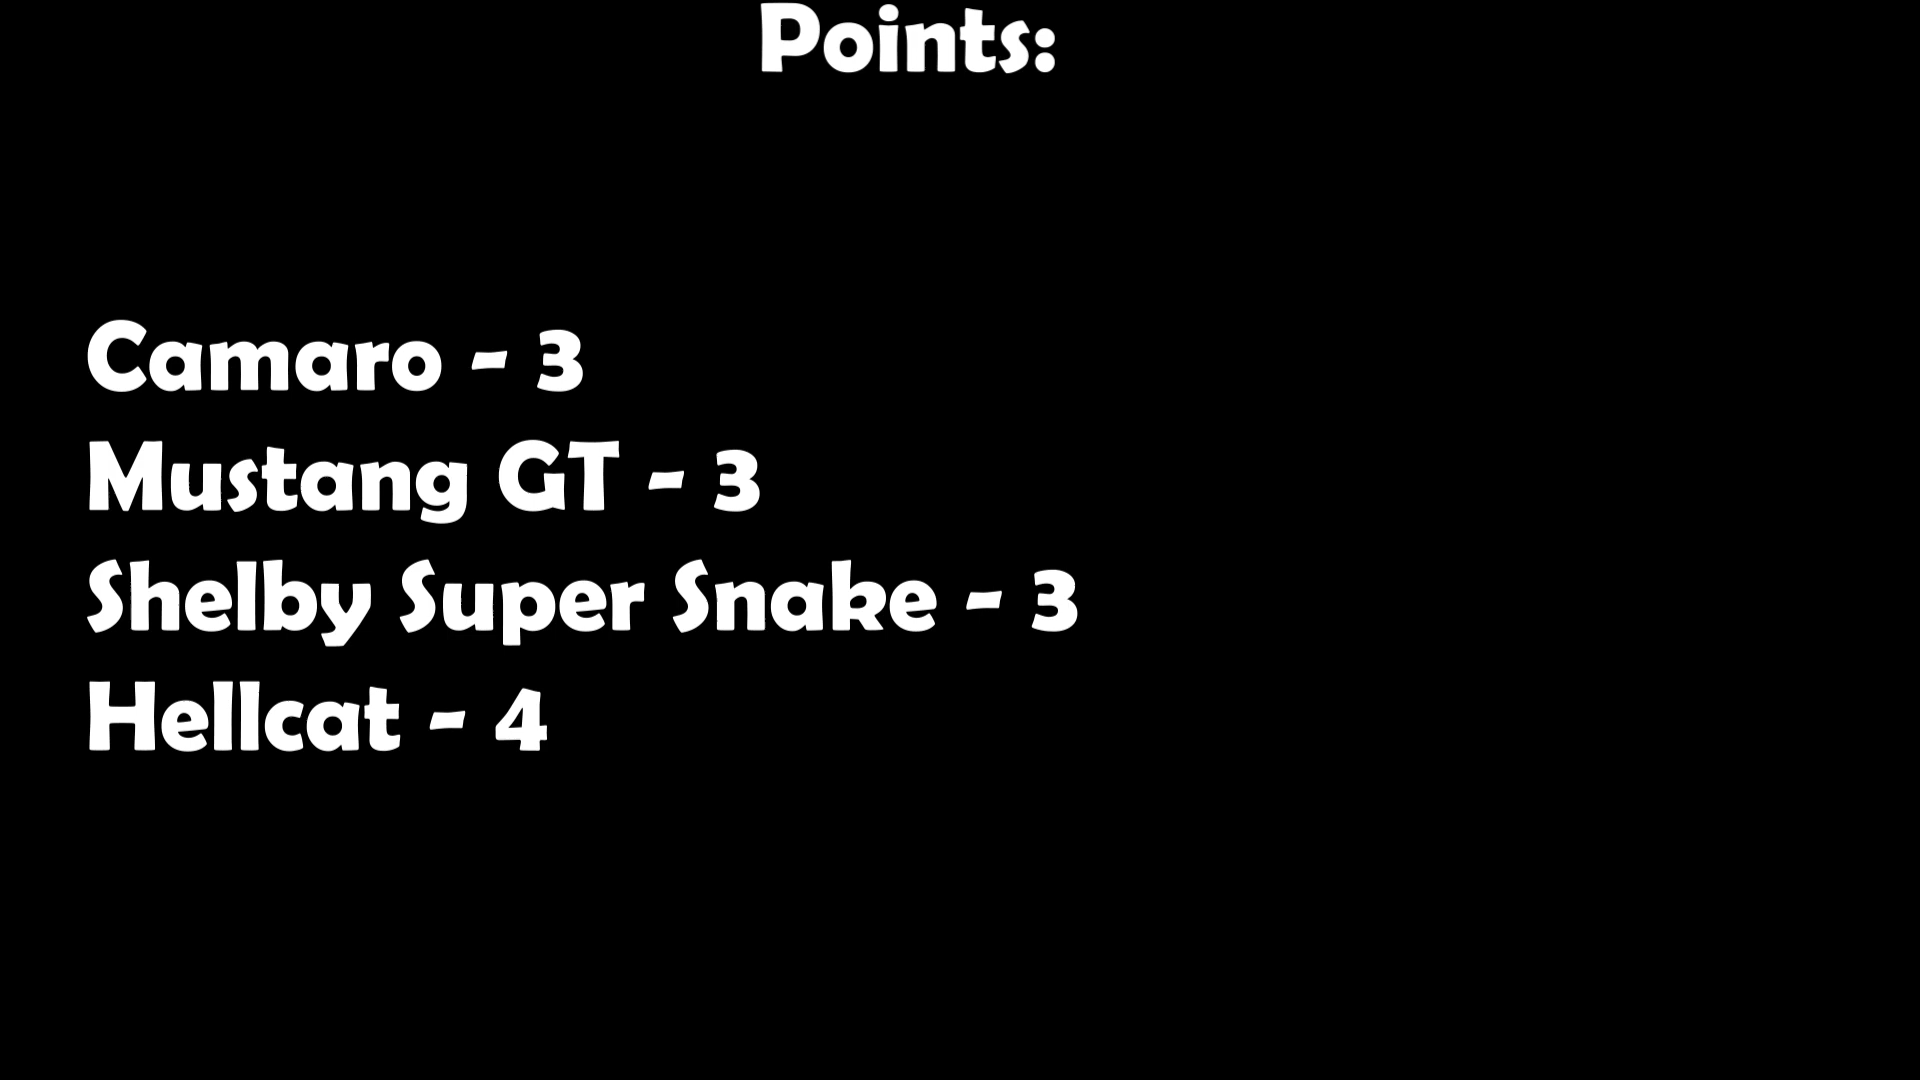 Points:
Camaro - 3
Mustang GT - 3
Shelby Super Snake - 3
Hellcat - 4